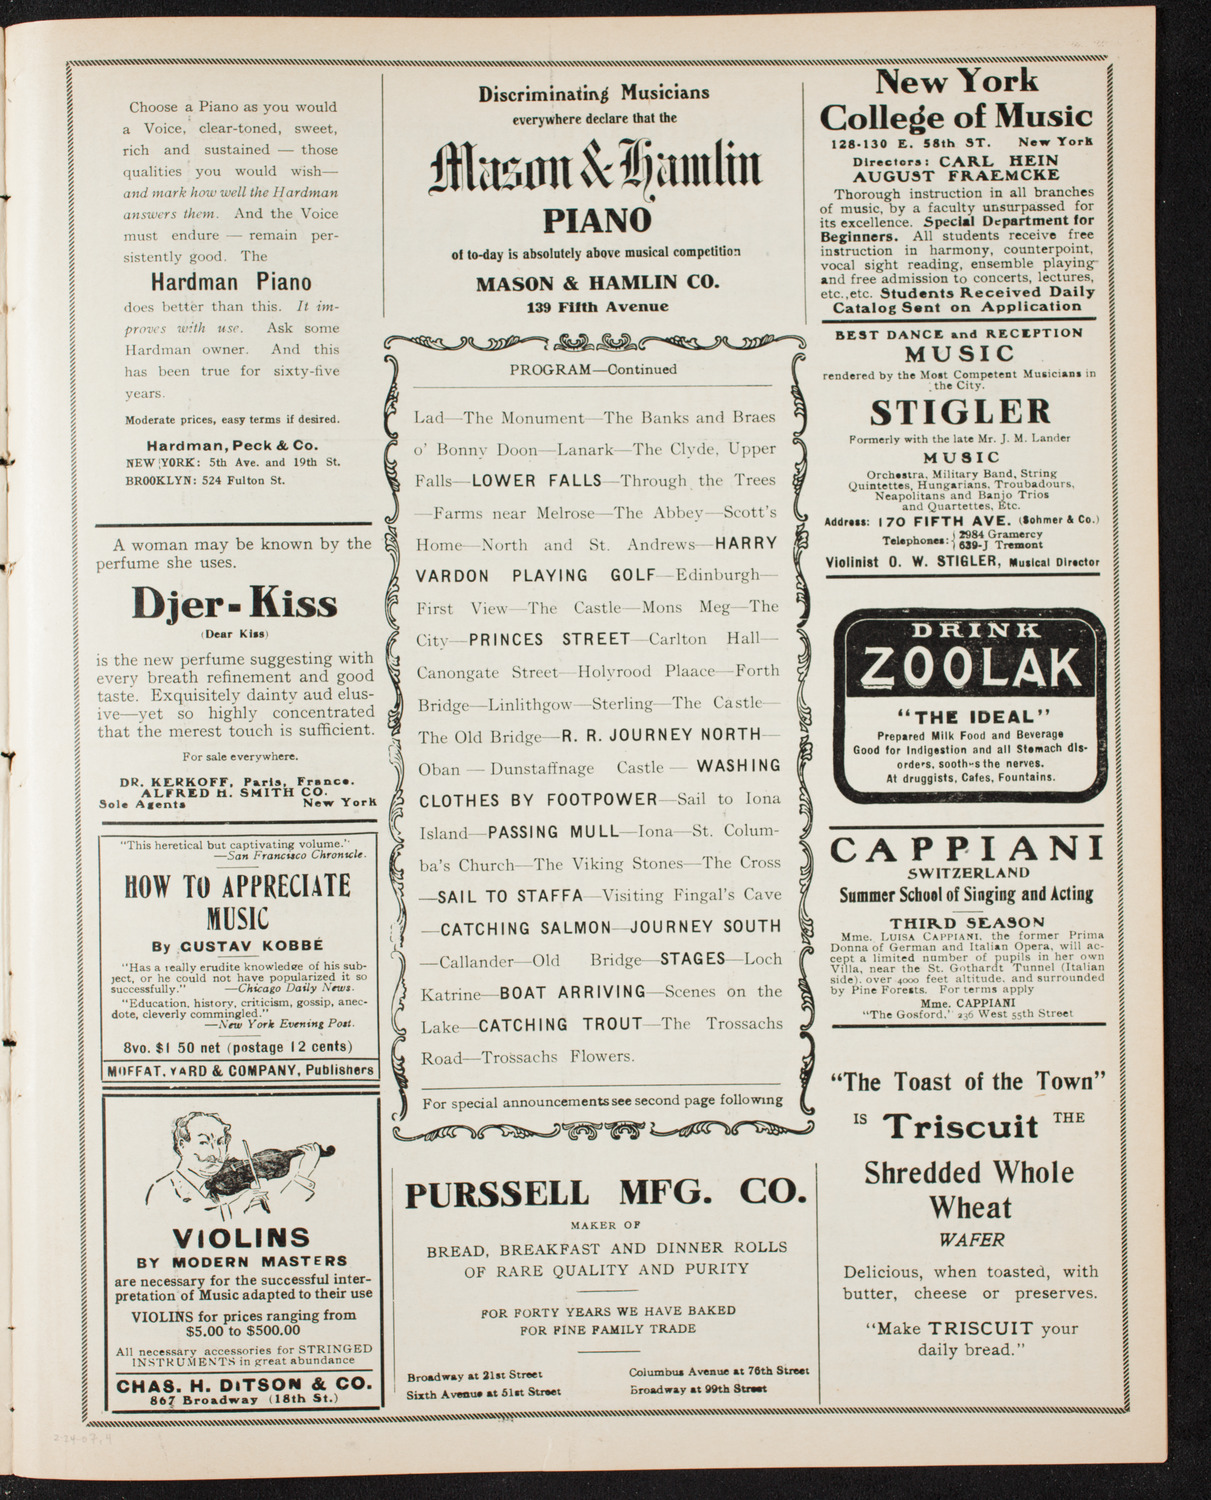 Choose a Piano as you would
a Voice, clear-toned, sweet,
rich and sustained — those
qualities you would wish—
and mark how well the Hardman
answers them. And the Voice
must endure — remain per-
sistently good. The
Hardman Piano
does better than this. It im-
proves with use. Ask some
Hardman owner. And this
has been true for sixty-five
years.
Moderate prices, easy terms if desired.
Hardman, Peck & Co.
NEW YORK: 5th Ave. and 19th St.
BROOKLYN: 524 Fulton St.
A woman may be known by the
perfume she uses.
Djer-Kiss
(Dear Kiss)
is the new perfume suggesting with
every breath refinement and good
taste. Exquisitely dainty aud elus-
ive—yet so highly concentrated
that the merest touch is sufficient.
For sale everywhere.
DR. KERKOFF, Paris, France.
ALFRED H. SMITH CO.
Sole Agents New York
"This heretical but captivating volume."
—San Francisco Chronicle.
HOW TO APPRECIATE
MUSIC
By GUSTAV KOBBÉ
"Has a really erudite knowledge of his sub-
ject, or he could not have popularized it so
successfully." —Chicago Daily News.
"Education, history, criticism, gossip, anec-
dote, cleverly commingled."
—New York Evening Post.
8vo. $1 50 net (postage 12 cents)
MOFFAT, YARD & COMPANY, Publishers
VIOLINS
BY MODERN MASTERS
are necessary for the successful inter-
pretation of Music adapted to their use
VIOLINS for prices ranging from
$5.00 to $500.00
All necessary accessories for STRINGED
INSTRUMENTS in great abundance
CHAS. H. DITSON & CO.
867 Broadway (18th St.)
Discriminating Musicians
everywhere declare that the
Mason & Hamlin
PIANO
of to-day is absolutely above musical competition
MASON & HAMLIN CO.
139 Fifth Avenue
PROGRAM—Continued
Lad—The Monument—The Banks and Braes
o' Bonny Doon—Lanark—The Clyde, Upper
Falls—LOWER FALLS—Through the Trees
—Farms near Melrose—The Abbey—Scott's
Home—North and St. Andrews—HARRY
VARDON PLAYING GOLF—Edinburgh—
First View—The Castle—Mons Meg—The
City—PRINCES STREET—Carlton Hall—
Canongate Street—Holyrood Plaace—Forth
Bridge—Linlithgow—Sterling—The Castle—
The Old Bridge—R. R. JOURNEY NORTH—
Oban — Dunstaffnage Castle — WASHING
CLOTHES BY FOOTPOWER—Sail to Iona
Island—PASSING MULL—Iona—St. Colum-
ba's Church—The Viking Stones—The Cross
—SAIL TO STAFFA—Visiting Fingal's Cave
—CATCHING SALMON—JOURNEY SOUTH
—Callander—Old Bridge—STAGES—Loch
Katrine—BOAT ARRIVING—Scenes on the
Lake—CATCHING TROUT—The Trossachs
Road—Trossachs Flowers.
For special announcements see second page following
PURSSELL MFG. CO.
MAKER OF
BREAD, BREAKFAST AND DINNER ROLLS
OF RARE QUALITY AND PURITY
FOR FORTY YEARS WE HAVE BAKED
FOR FINE FAMILY TRADE
Broadway at 21st Street Columbus Avenue at 76th Street
Sixth Avenue at 51st Street Broadway at 99th Street
New York
College of Music
128-130 E. 58th ST. New York
Directors: CARL HEIN
AUGUST FRAEMCKE
Thorough instruction in all branches
of music, by a faculty unsurpassed for
its excellence. Special Department for
Beginners. All students receive free
instruction in harmony, counterpoint,
vocal sight reading, ensemble playing
and free admission to concerts, lectures,
etc., etc. Students Received Daily
Catalog Sent on Application
BEST DANCE and RECEPTION
MUSIC
rendered by the Most Competent Musicians in
the City.
STIGLER
Formerly with the late Mr. J. M. Lander
MUSIC
Orchestra, Military Band, String
Quintettes, Hungarians, Troubadours,
Neapolitans and Banjo Trios
and Quartettes, Etc.
Address: 170 FIFTH AVE. (Sohmer & Co.)
Telephones: 2984 Gramercy
639-J Tremont
Violinist O. W. STIGLER, Musical Director
DRINK
ZOOLAK
"THE IDEAL"
Prepared Milk Food and Beverage
Good for Indigestion and all Stomach dis-
orders, sooth-s the nerves.
At druggists, Cafes, Fountains.
CAPPIANI
SWITZERLAND
Summer School of Singing and Acting
THIRD SEASON
Mme. LUISA CAPPIANI, the former Prima
Donna of German and Italian Opera, will ac-
cept a limited number of pupils in her own
Villa, near the St. Gothardt Tunnel (Italian
side), over 4000 feet altitude, and surrounded
by Pine Forests. For terms apply
Mme. CAPPIANI
"The Gosford," 236 West 55th Street
"The Toast of the Town"
IS Triscuit THE
Shredded Whole
Wheat
WAFER
Delicious, when toasted, with
butter, cheese or preserves.
"Make TRISCUIT your
daily bread."
2-24-07,4